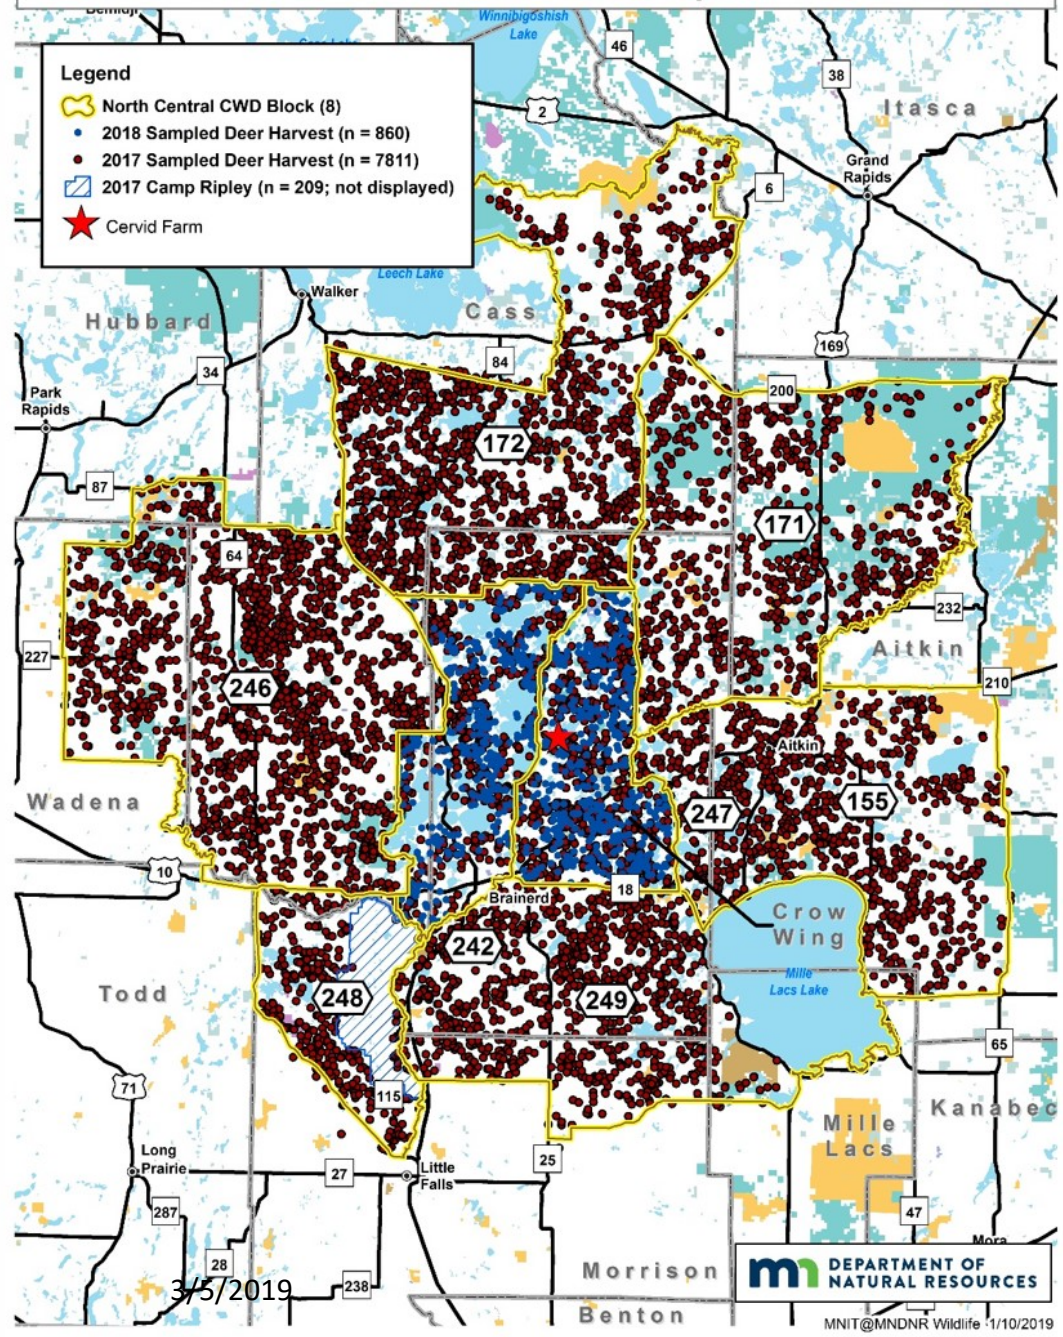 Winnibigoshish
Lake
46
38
Legend
North Central CWD Block (8)
2018 Sampled Deer Harvest (n = 860)
2017 Sampled Deer Harvest (n = 7811)
2017 Camp Ripley (n = 209; not displayed)
Cervid Farm
2
Itasca
Grand
Rapids
6
Leech Lake
Walker
Cass
Hubbard
169
84
34
200
Park
Rapids
172
87
171
64
232
Aitkin
227
246
210
Aitkin
Wadena
247
155
10
18
Brainerd
Crow
Wing
242
Mille
Lacs Lake
Todd
248
249
65
71
115
Kanabec
Mille
Lacs
Long
Prairie
27
Little
Falls
25
287
47
Mora
28
3/5/2019
238
Morrison
DEPARTMENT OF
NATURAL RESOURCES
Benton
MNIT@MNDNR Wildlife 1/10/2019